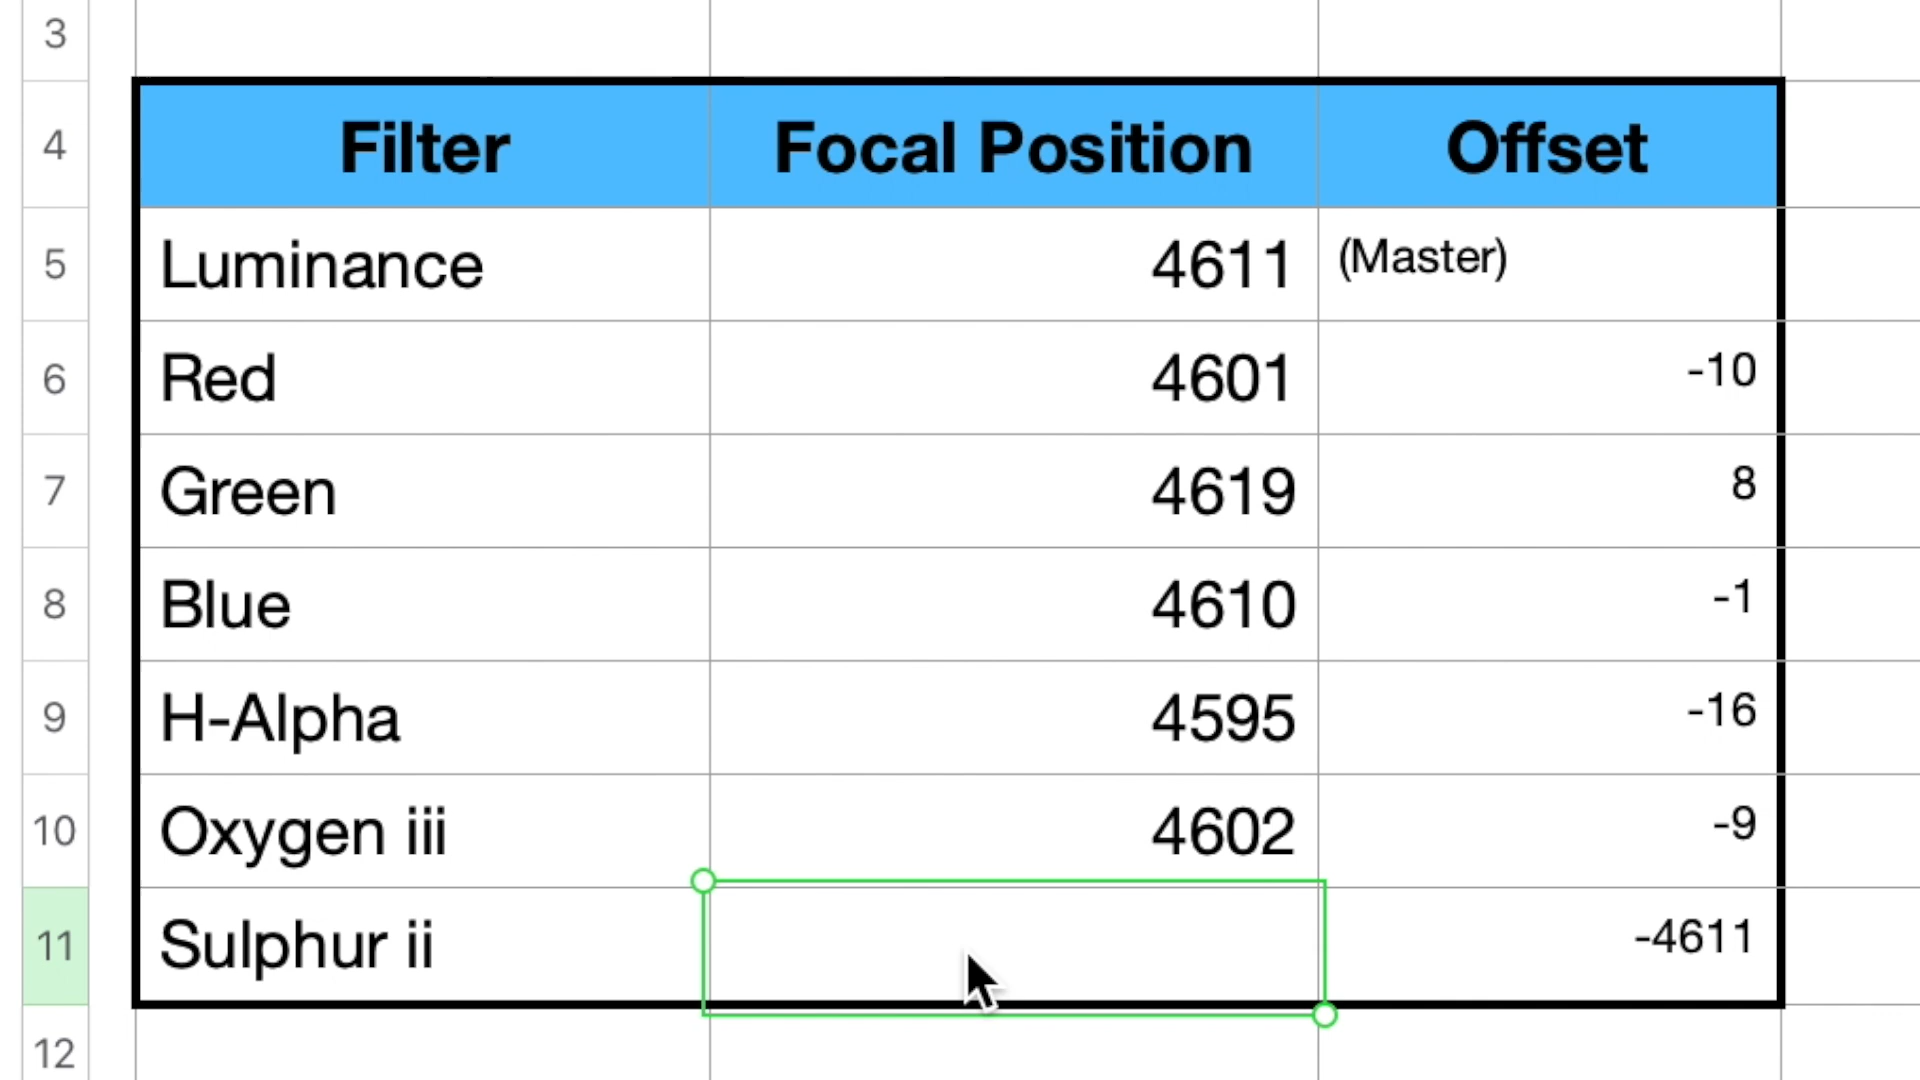 3
4 Filter Focal Position Offset
5 Luminance 4611 (Master)
6 Red 4601 -10
7 Green 4619 8
8 Blue 4610 -1
9 H-Alpha 4595 -16
10 Oxygen iii 4602 -9
11 Sulphur ii -4611
12